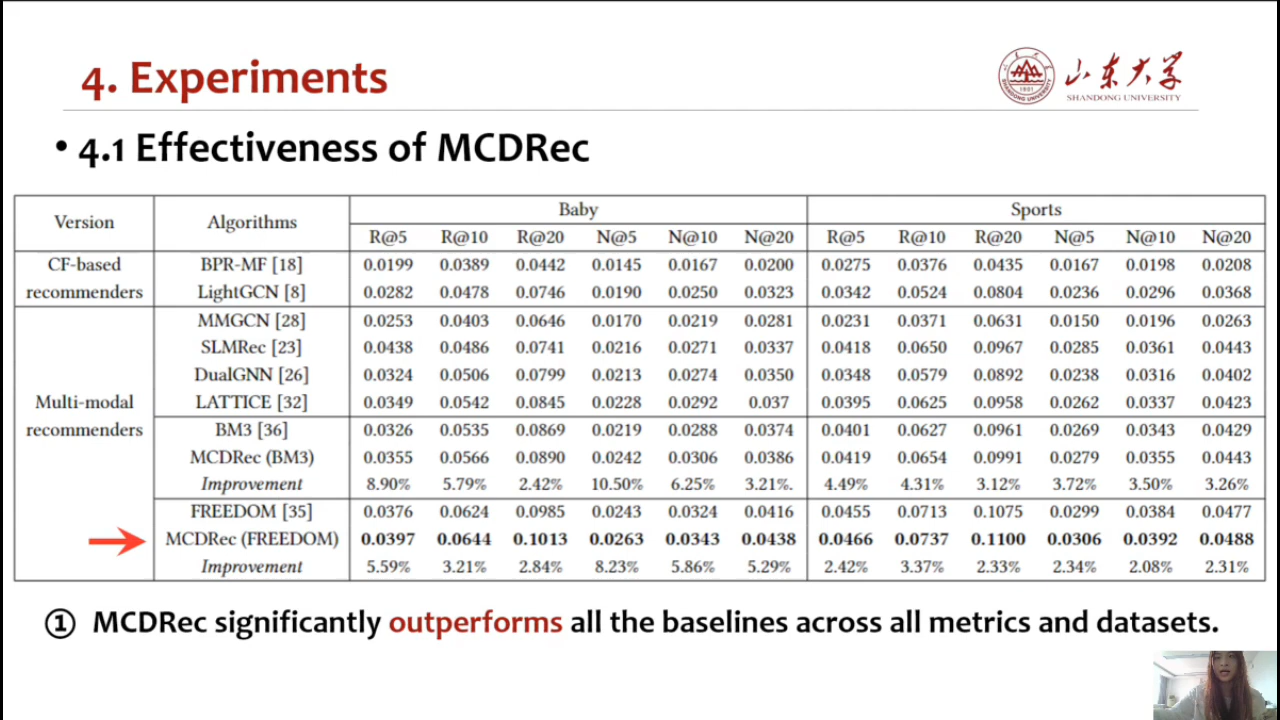 4. Experiments
山东大学
SHANDONG UNIVERSITY
• 4.1 Effectiveness of MCDRec
Version Algorithms Baby Sports
R@5 R@10 R@20 N@5 N@10 N@20 R@5 R@10 R@20 N@5 N@10 N@20
CF-based recommenders BPR-MF [18] 0.0199 0.0389 0.0442 0.0145 0.0167 0.0200 0.0275 0.0376 0.0435 0.0167 0.0198 0.0208
LightGCN [8] 0.0282 0.0478 0.0746 0.0190 0.0250 0.0323 0.0342 0.0524 0.0804 0.0236 0.0296 0.0368
Multi-modal recommenders MMGCN [28] 0.0253 0.0403 0.0646 0.0170 0.0219 0.0281 0.0231 0.0371 0.0631 0.0150 0.0196 0.0263
SLMRec [23] 0.0438 0.0486 0.0741 0.0216 0.0271 0.0337 0.0418 0.0650 0.0967 0.0285 0.0361 0.0443
DualGNN [26] 0.0324 0.0506 0.0799 0.0213 0.0274 0.0350 0.0348 0.0579 0.0892 0.0238 0.0316 0.0402
LATTICE [32] 0.0349 0.0542 0.0845 0.0228 0.0292 0.037 0.0395 0.0625 0.0958 0.0262 0.0337 0.0423
BM3 [36] 0.0326 0.0535 0.0869 0.0219 0.0288 0.0374 0.0401 0.0627 0.0961 0.0269 0.0343 0.0429
MCDRec (BM3) 0.0355 0.0566 0.0890 0.0242 0.0306 0.0386 0.0419 0.0654 0.0991 0.0279 0.0355 0.0443
Improvement 8.90% 5.79% 2.42% 10.50% 6.25% 3.21%. 4.49% 4.31% 3.12% 3.72% 3.50% 3.26%
FREEDOM [35] 0.0376 0.0624 0.0985 0.0243 0.0324 0.0416 0.0455 0.0713 0.1075 0.0299 0.0384 0.0477
MCDRec (FREEDOM) 0.0397 0.0644 0.1013 0.0263 0.0343 0.0438 0.0466 0.0737 0.1100 0.0306 0.0392 0.0488
Improvement 5.59% 3.21% 2.84% 8.23% 5.86% 5.29% 2.42% 3.37% 2.33% 2.34% 2.08% 2.31%
① MCDRec significantly outperforms all the baselines across all metrics and datasets.